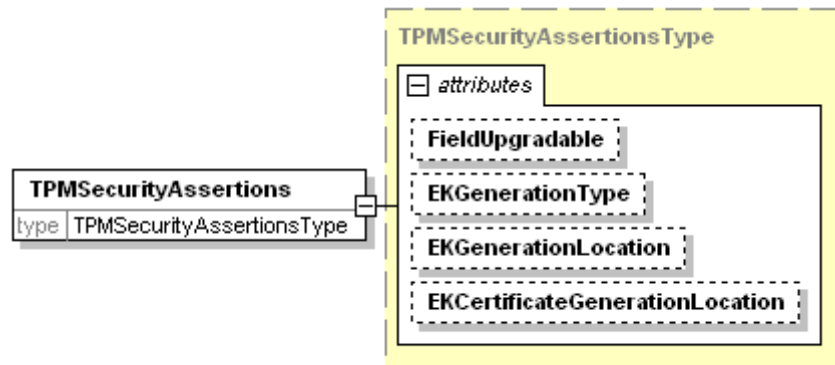 TPMSecurityAssertionsType
attributes
FieldUpgradable
EKGenerationType
EKGenerationLocation
EKCertificateGenerationLocation
TPMSecurityAssertions
type TPMSecurityAssertionsType